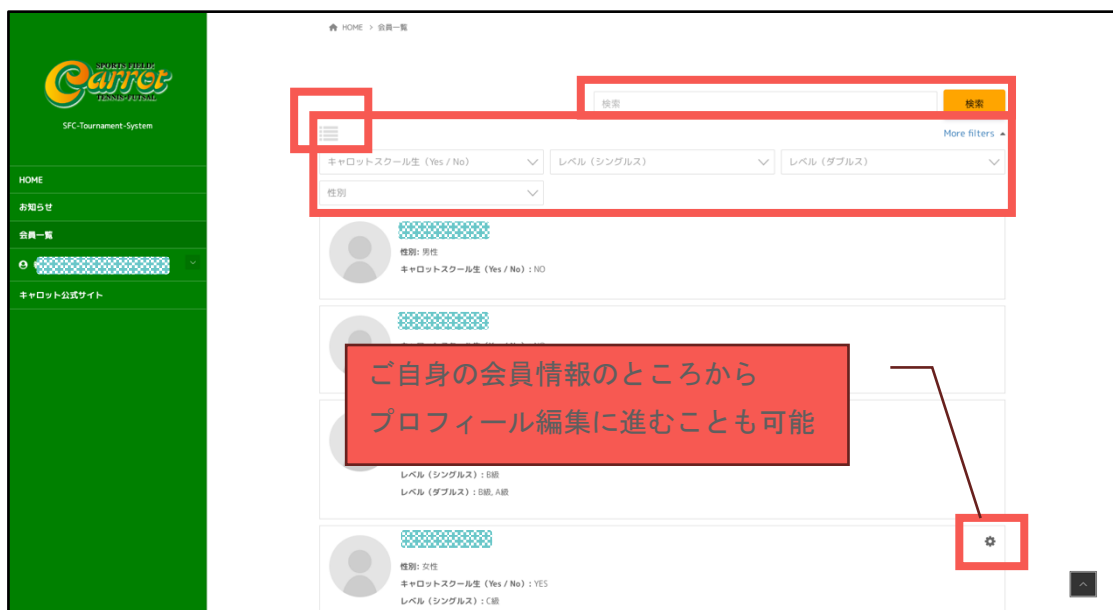 HOME > 会員一覧
SPORTS FIELD
Carrot
TENNIS・FUTSAL
SFC-Tournament-System
HOME
お知らせ
会員一覧
キャロット公式サイト
検索
検索
More filters
キャロットスクール生（Yes / No）
レベル（シングルス）
レベル（ダブルス）
性別
性別: 男性
キャロットスクール生（Yes / No）: NO
ご自身の会員情報のところから
プロフィール編集に進むことも可能
レベル（シングルス）: B級
レベル（ダブルス）: B級, A級
性別: 女性
キャロットスクール生（Yes / No）: YES
レベル（シングルス）: C級